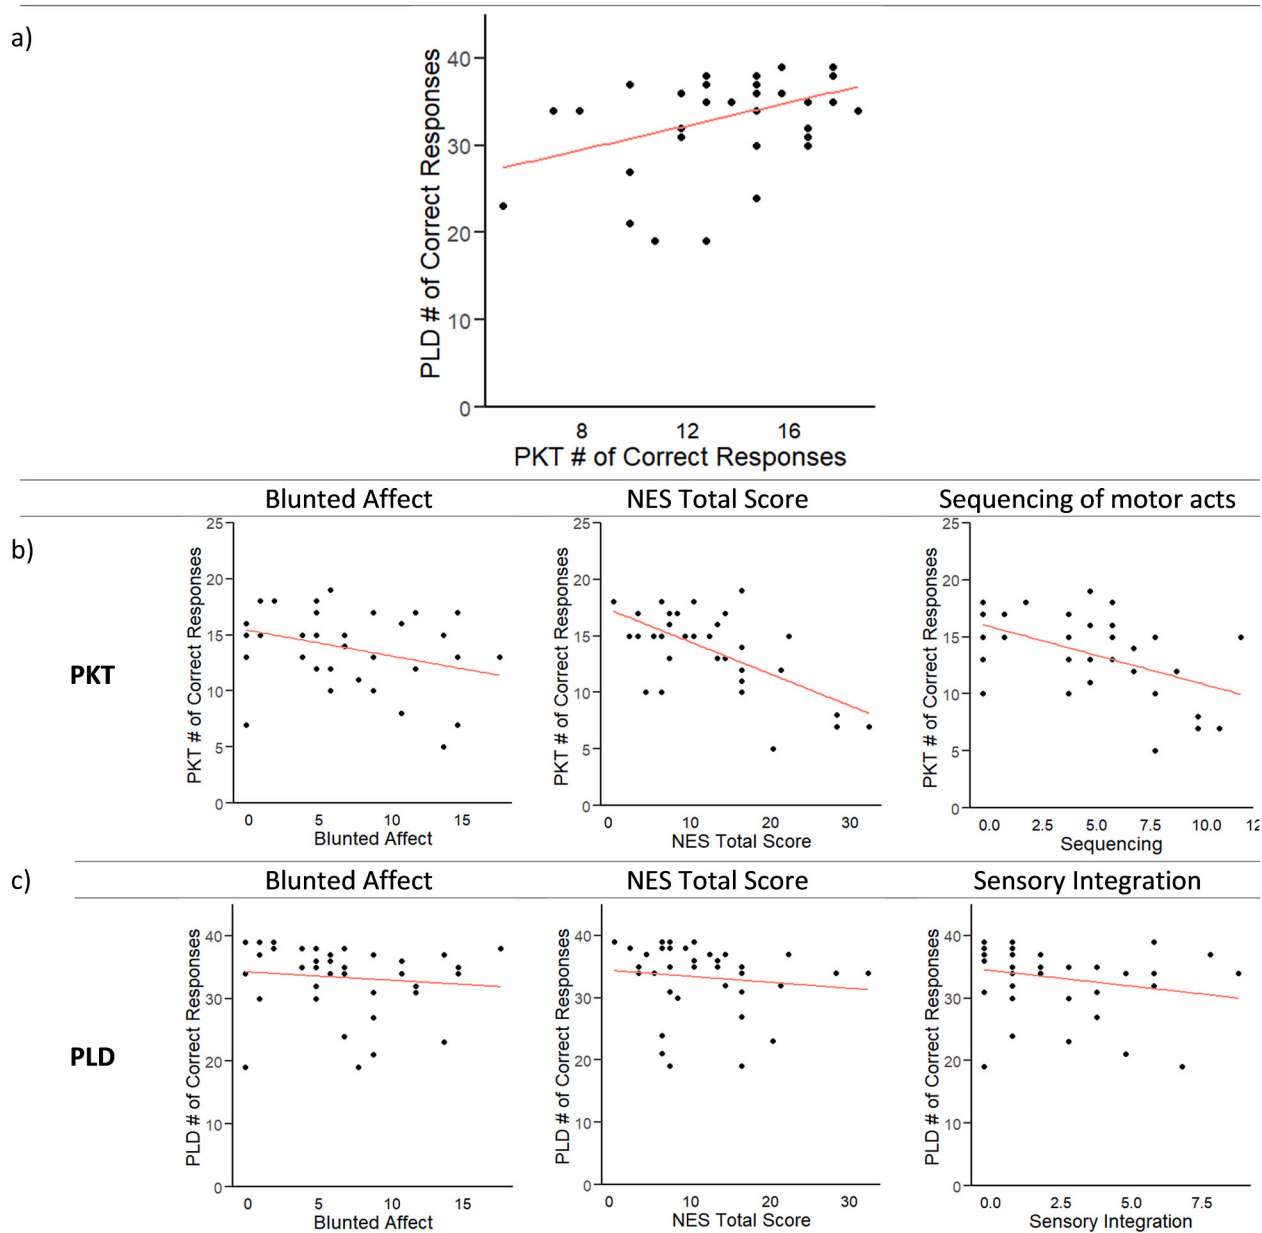 a)
PLD # of Correct Responses
40
30
20
10
0
8 12 16
PKT # of Correct Responses
Blunted Affect NES Total Score Sequencing of motor acts
b)
PKT
PKT # of Correct Responses
25
20
15
10
5
0
0 5 10 15
Blunted Affect
PKT # of Correct Responses
25
20
15
10
5
0
0 10 20 30
NES Total Score
PKT # of Correct Responses
25
20
15
10
5
0
0.0 2.5 5.0 7.5 10.0 12
Sequencing
c)
Blunted Affect NES Total Score Sensory Integration
PLD
PLD # of Correct Responses
40
30
20
10
0
0 5 10 15
Blunted Affect
PLD # of Correct Responses
40
30
20
10
0
0 10 20 30
NES Total Score
PLD # of Correct Responses
40
30
20
10
0
0.0 2.5 5.0 7.5
Sensory Integration